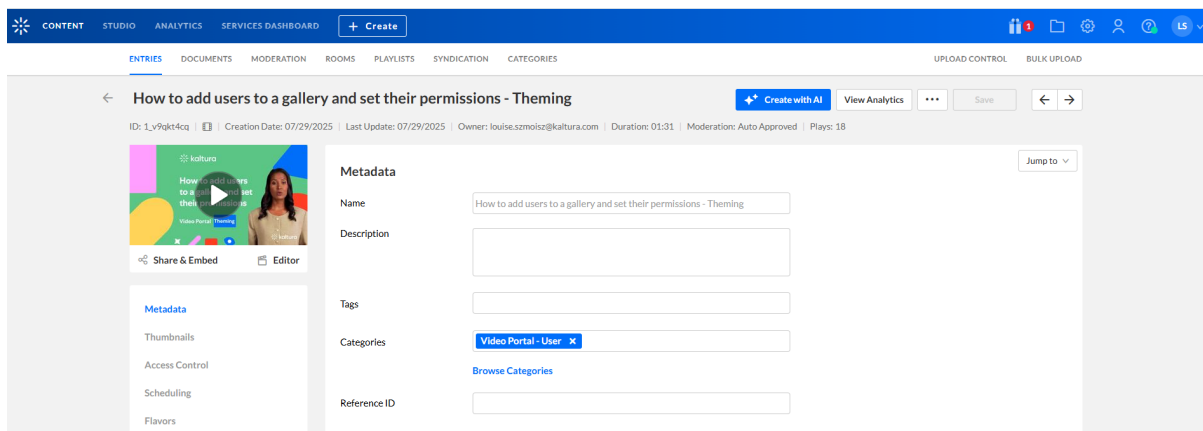 CONTENT STUDIO ANALYTICS SERVICES DASHBOARD + Create 1 LS
ENTRIES DOCUMENTS MODERATION ROOMS PLAYLISTS SYNDICATION CATEGORIES UPLOAD CONTROL BULK UPLOAD
How to add users to a gallery and set their permissions - Theming Create with AI View Analytics ••• Save
ID: 1_v9qkt4cq | Creation Date: 07/29/2025 | Last Update: 07/29/2025 | Owner: louise.szmoisz@kaltura.com | Duration: 01:31 | Moderation: Auto Approved | Plays: 18
kaltura
How to add users
to a gallery and set
their permissions
Video Portal Theming
kaltura
Share & Embed Editor
Metadata
Thumbnails
Access Control
Scheduling
Flavors
Jump to
Metadata
Name How to add users to a gallery and set their permissions - Theming
Description
Tags
Categories Video Portal - User ×
Browse Categories
Reference ID